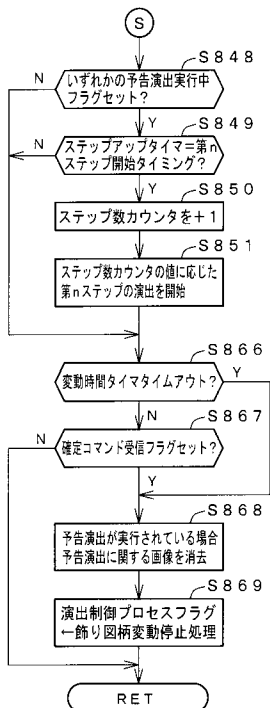 S
S848
いずれかの予告演出実行中
フラグセット？
N
Y
S849
ステップアップタイマ＝第n
ステップ開始タイミング？
N
Y
S850
ステップ数カウンタを＋１
S851
ステップ数カウンタの値に応じた
第nステップの演出を開始
S866
変動時間タイマタイムアウト？
Y
N
S867
確定コマンド受信フラグセット？
N
Y
S868
予告演出が実行されている場合
予告演出に関する画像を消去
S869
演出制御プロセスフラグ
←飾り図柄変動停止処理
RET